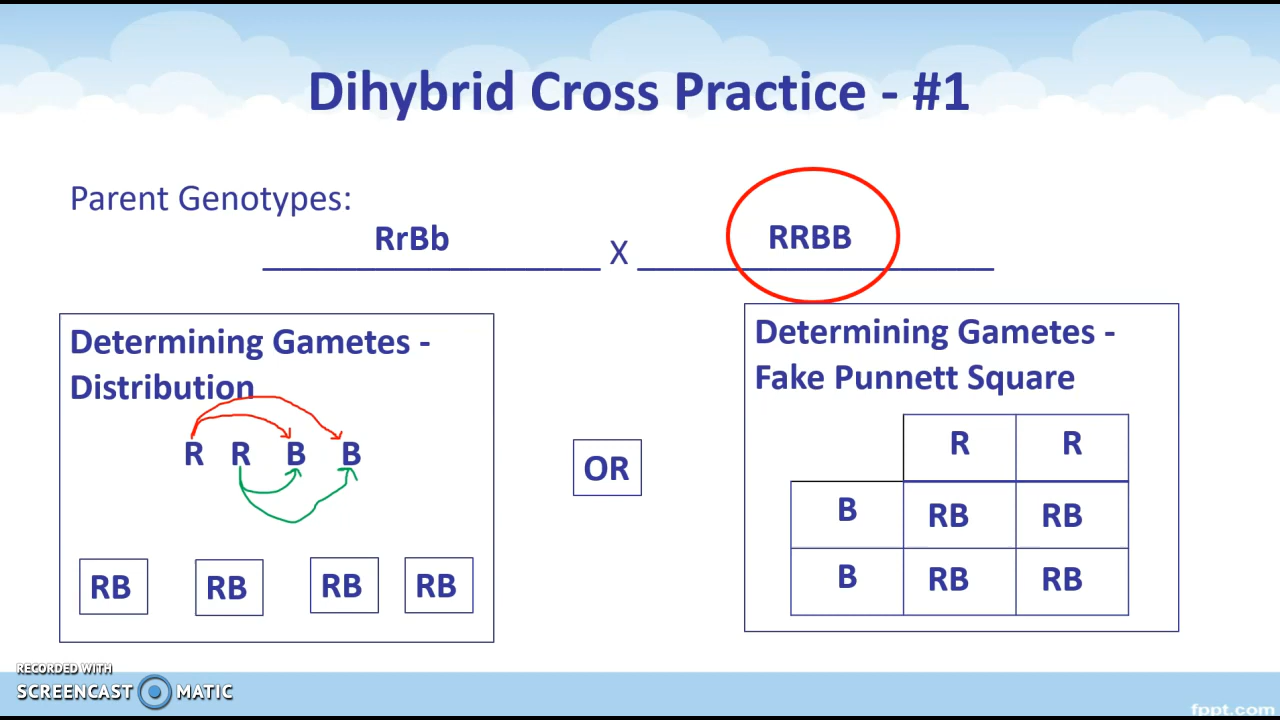 Dihybrid Cross Practice - #1
Parent Genotypes:
RrBb X RRBB
Determining Gametes -
Distribution
R R B B
RB RB RB RB
OR
Determining Gametes -
Fake Punnett Square
R R
B RB RB
B RB RB
RECORDED WITH
SCREENCAST MATIC
fppt.com